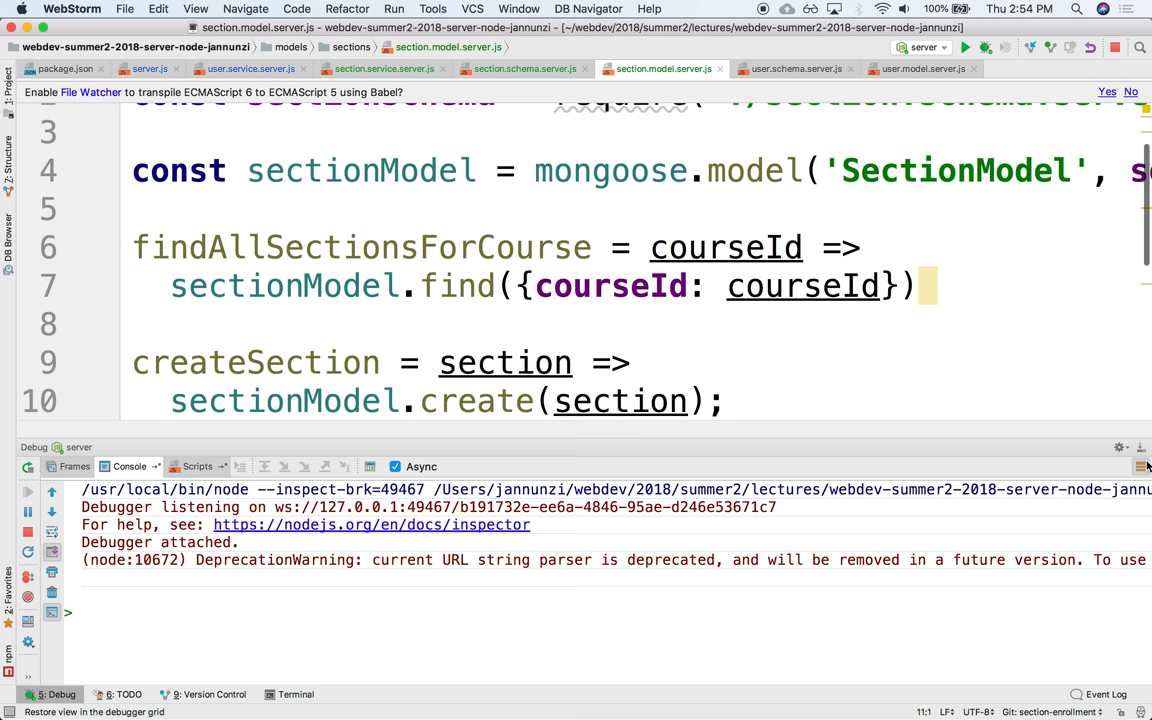 WebStorm File Edit View Navigate Code Refactor Run Tools VCS Window DB Navigator Help 100% Thu 2:54 PM
section.model.server.js - webdev-summer2-2018-server-node-jannunzi - [~/webdev/2018/summer2/lectures/webdev-summer2-2018-server-node-jannunzi]
webdev-summer2-2018-server-node-jannunzi models sections section.model.server.js server
package.json server.js user.service.server.js section.service.server.js section.schema.server.js section.model.server.js user.schema.server.js user.model.server.js
1: Project
7: Structure
DB Browser
2: Favorites
npm
Enable File Watcher to transpile ECMAScript 6 to ECMAScript 5 using Babel? Yes No
3
4 const sectionModel = mongoose.model('SectionModel', se
5
6 findAllSectionsForCourse = courseId =>
7 sectionModel.find({courseId: courseId})
8
9 createSection = section =>
10 sectionModel.create(section);
Debug server
Frames Console Scripts Async
/usr/local/bin/node --inspect-brk=49467 /Users/jannunzi/webdev/2018/summer2/lectures/webdev-summer2-2018-server-node-jannu
Debugger listening on ws://127.0.0.1:49467/b191732e-ee6a-4846-95ae-d246e53671c7
For help, see: https://nodejs.org/en/docs/inspector
Debugger attached.
(node:10672) DeprecationWarning: current URL string parser is deprecated, and will be removed in a future version. To use
>
5: Debug 6: TODO 9: Version Control Terminal Event Log
Restore view in the debugger grid 11:1 LF UTF-8 Git: section-enrollment